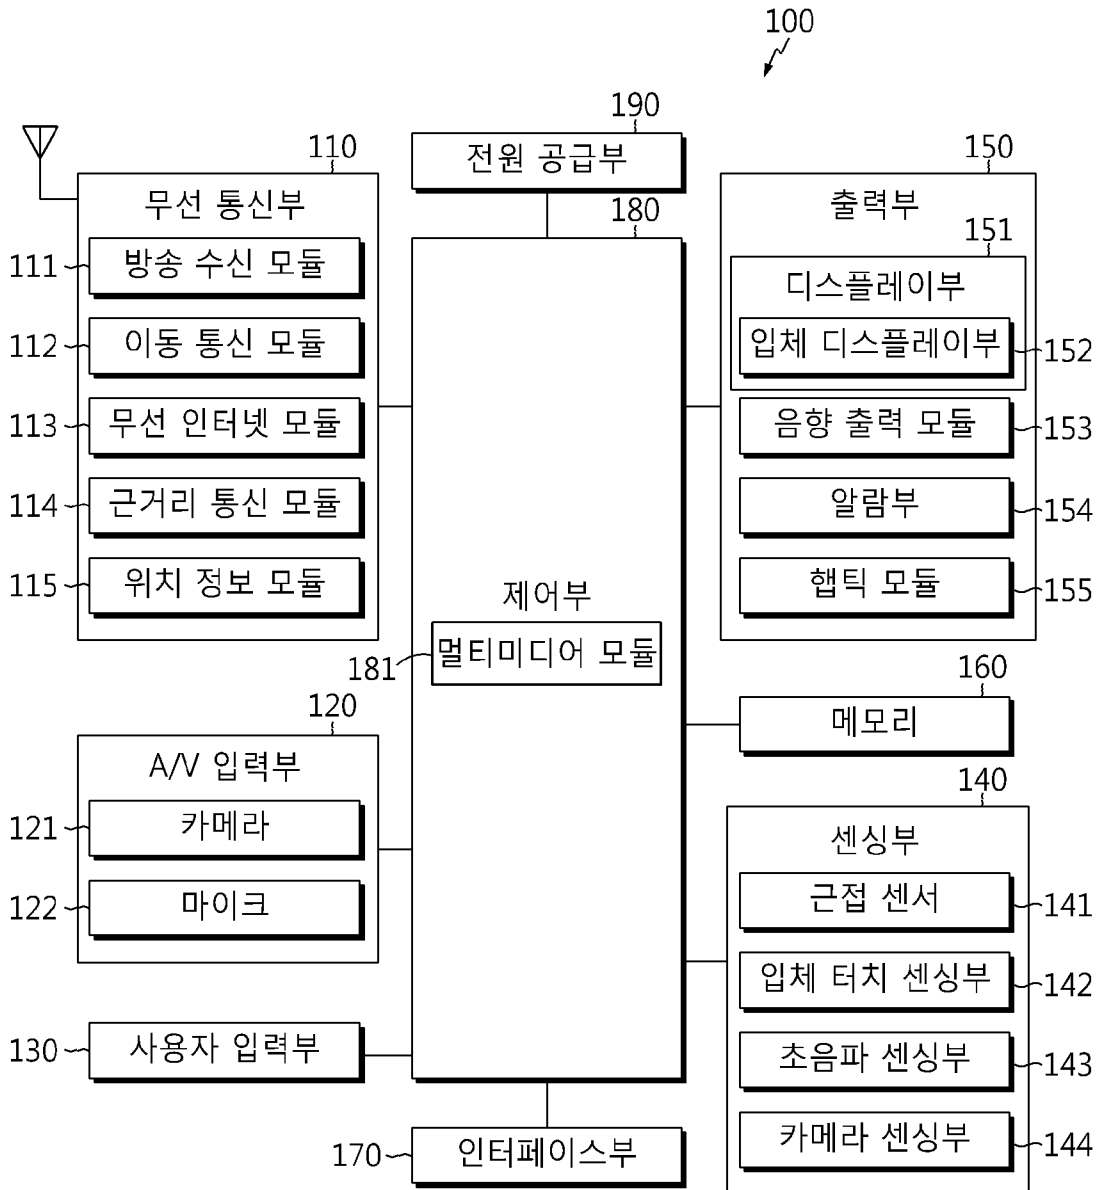 100
190
전원 공급부
110
무선 통신부
111
방송 수신 모듈
112
이동 통신 모듈
113
무선 인터넷 모듈
114
근거리 통신 모듈
115
위치 정보 모듈
120
A/V 입력부
121
카메라
122
마이크
130
사용자 입력부
180
제어부
181
멀티미디어 모듈
170
인터페이스부
150
출력부
151
디스플레이부
입체 디스플레이부
152
음향 출력 모듈
153
알람부
154
햅틱 모듈
155
160
메모리
140
센싱부
근접 센서
141
입체 터치 센싱부
142
초음파 센싱부
143
카메라 센싱부
144